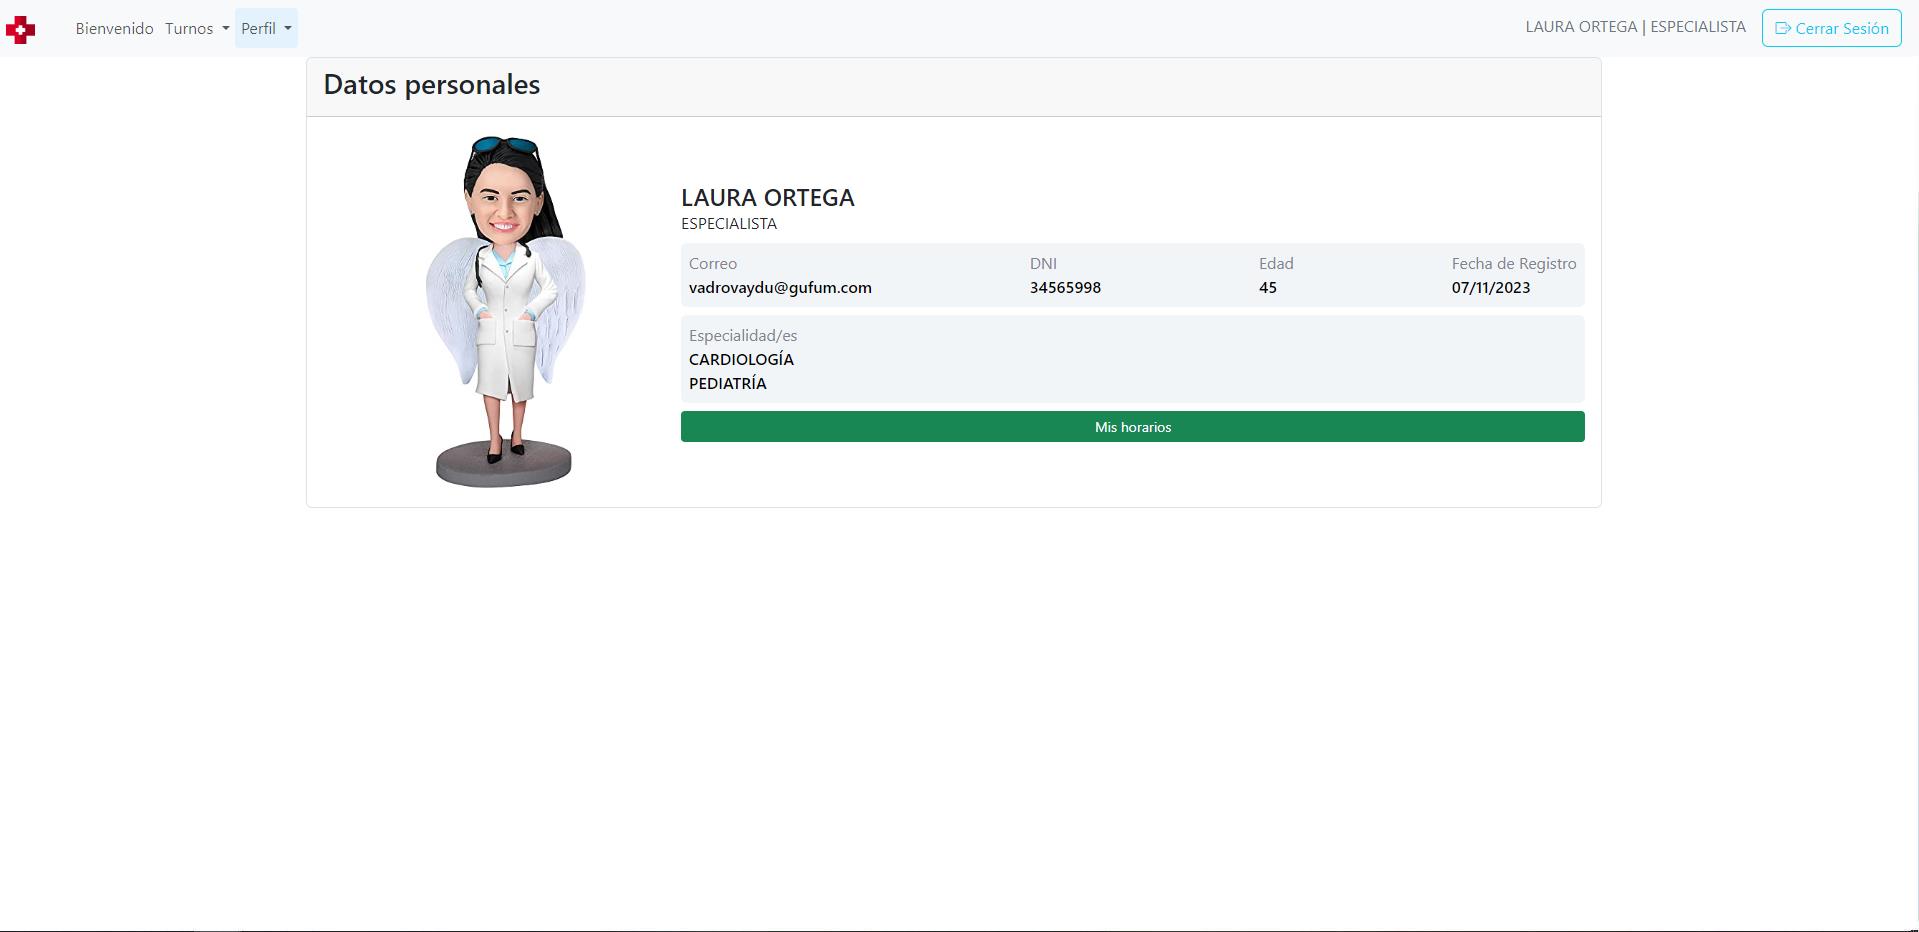 Bienvenido Turnos Perfil LAURA ORTEGA | ESPECIALISTA Cerrar Sesión
Datos personales
LAURA ORTEGA
ESPECIALISTA
Correo DNI Edad Fecha de Registro
vadrovaydu@gufum.com 34565998 45 07/11/2023
Especialidad/es
CARDIOLOGÍA
PEDIATRÍA
Mis horarios